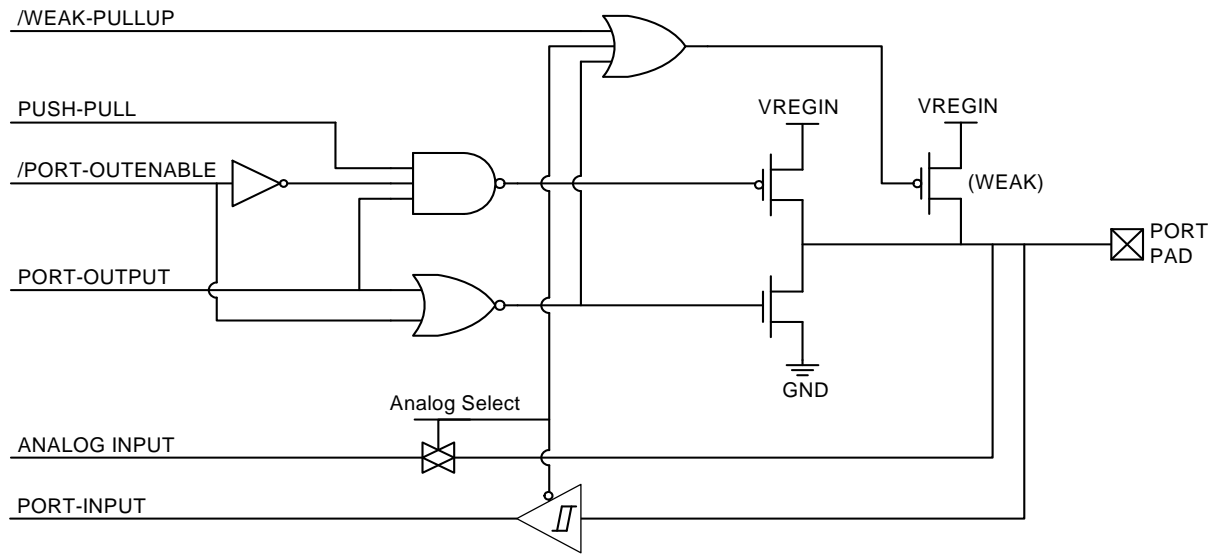 /WEAK-PULLUP
PUSH-PULL
VREGIN
VREGIN
/PORT-OUTENABLE
(WEAK)
PORT
PAD
PORT-OUTPUT
GND
Analog Select
ANALOG INPUT
PORT-INPUT